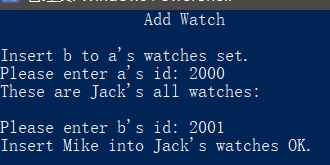 Add Watch
Insert b to a's watches set.
Please enter a's id: 2000
These are Jack's all watches:
Please enter b's id: 2001
Insert Mike into Jack's watches OK.